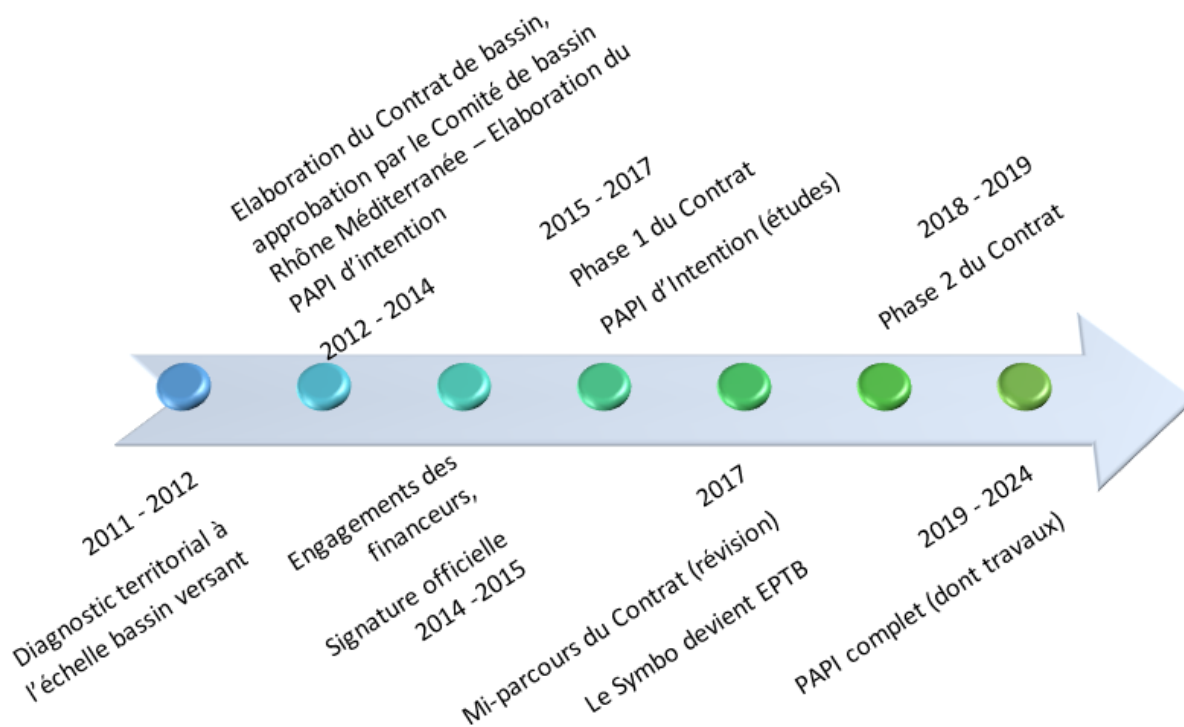 2011 - 2012
Diagnostic territorial à
l'échelle bassin versant
Elaboration du Contrat de bassin,
approbation par le Comité de bassin
Rhône Méditerranée – Elaboration du
PAPI d'intention
2012 - 2014
Engagements des
financeurs,
Signature officielle
2014 -2015
2015 - 2017
Phase 1 du Contrat
PAPI d'Intention (études)
2017
Mi-parcours du Contrat (révision)
Le Symbo devient EPTB
2018 - 2019
Phase 2 du Contrat
2019 - 2024
PAPI complet (dont travaux)